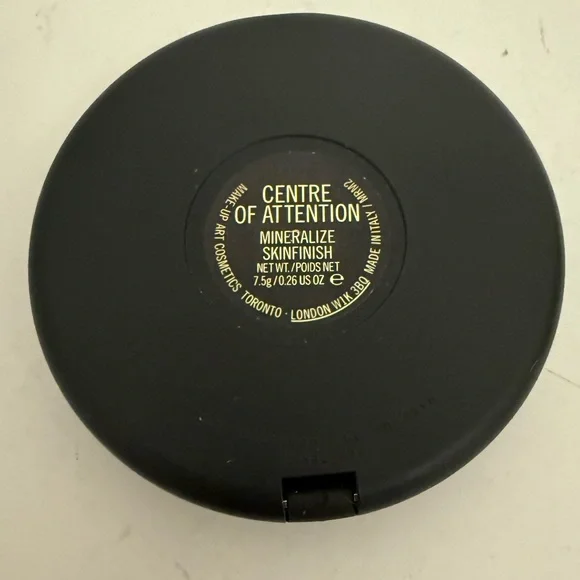 CENTRE
OF ATTENTION
MINERALIZE
SKINFINISH
NET WT./POIDS NET
7.5g/0.26 US OZ ℮
MAKE-UP ART COSMETICS TORONTO · LONDON W1K 3BQ MADE IN ITALY / MRM2